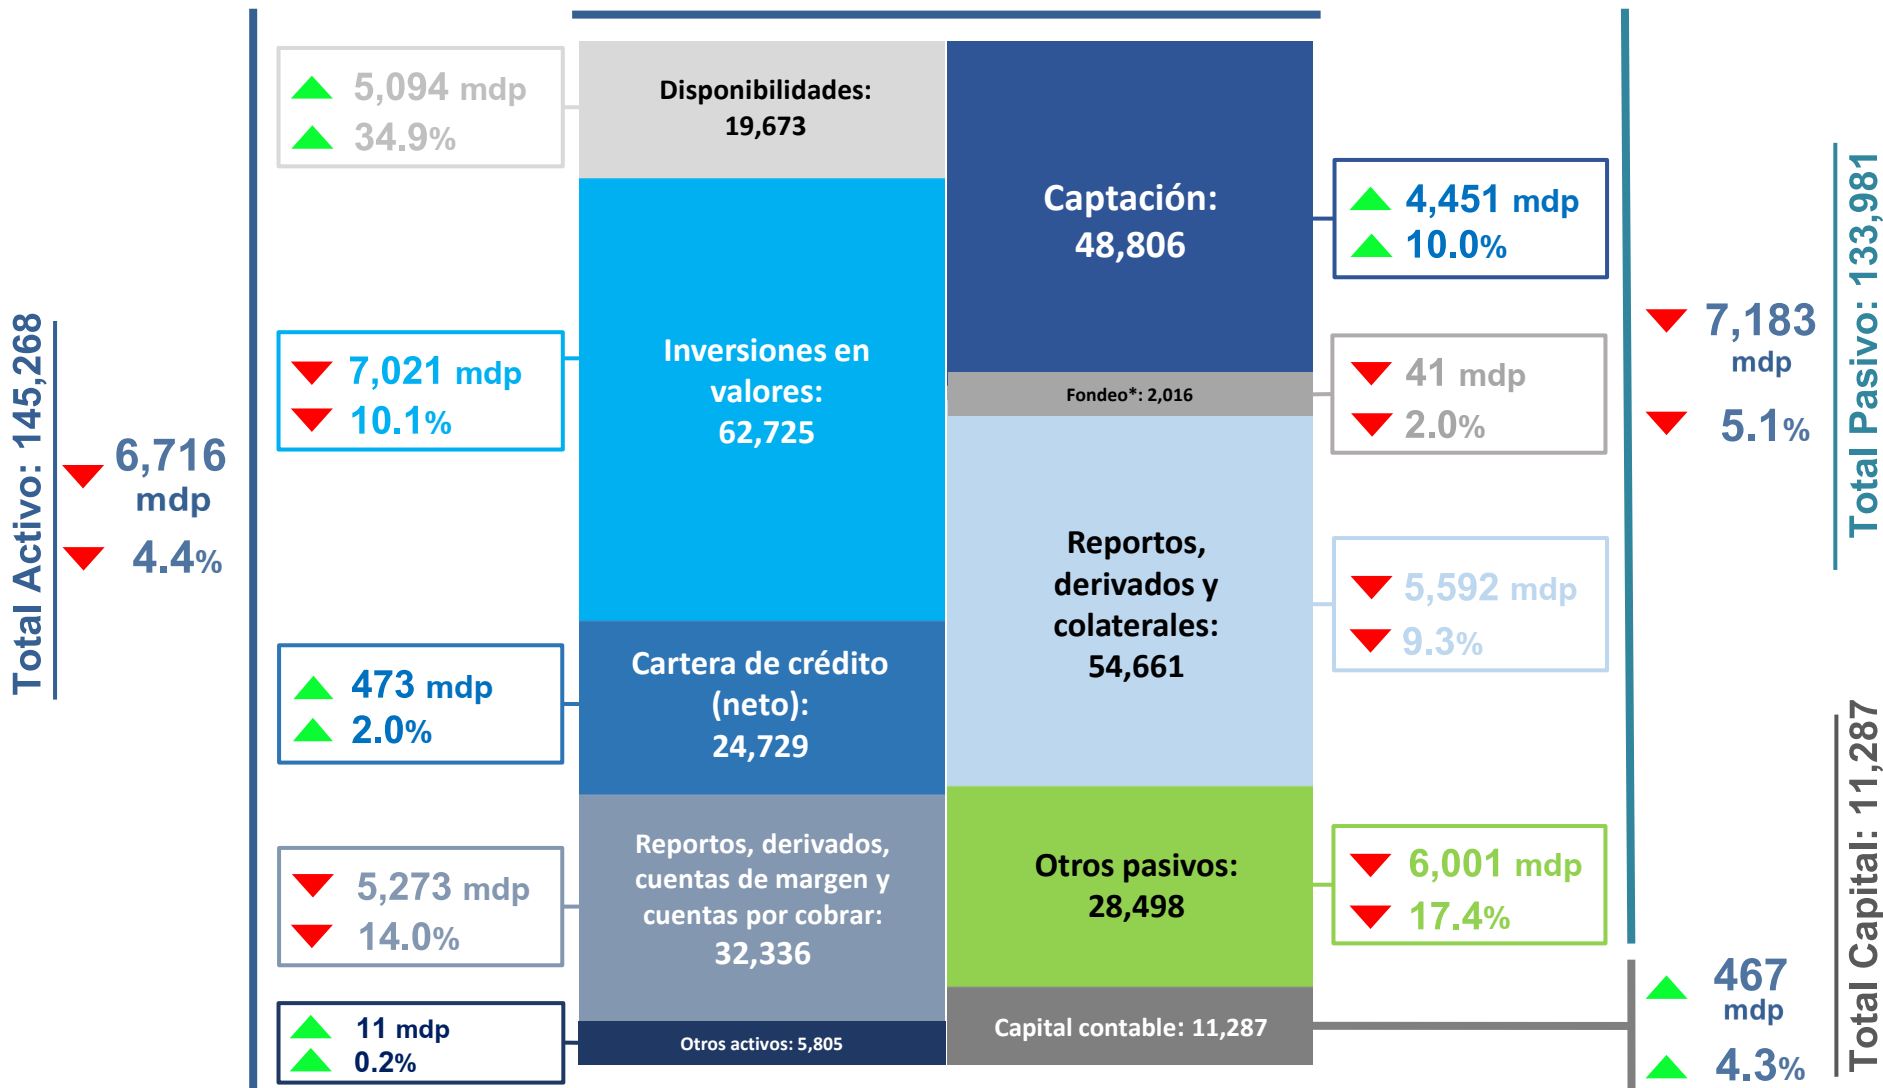 Total Activo: 145,268
6,716
mdp
4.4%
5,094 mdp
34.9%
7,021 mdp
10.1%
473 mdp
2.0%
5,273 mdp
14.0%
11 mdp
0.2%
Disponibilidades:
19,673
Inversiones en
valores:
62,725
Cartera de crédito
(neto):
24,729
Reportos, derivados,
cuentas de margen y
cuentas por cobrar:
32,336
Otros activos: 5,805
Captación:
48,806
Fondeo*: 2,016
Reportos,
derivados y
colaterales:
54,661
Otros pasivos:
28,498
Capital contable: 11,287
4,451 mdp
10.0%
41 mdp
2.0%
5,592 mdp
9.3%
6,001 mdp
17.4%
7,183
mdp
5.1%
467
mdp
4.3%
Total Pasivo: 133,981
Total Capital: 11,287